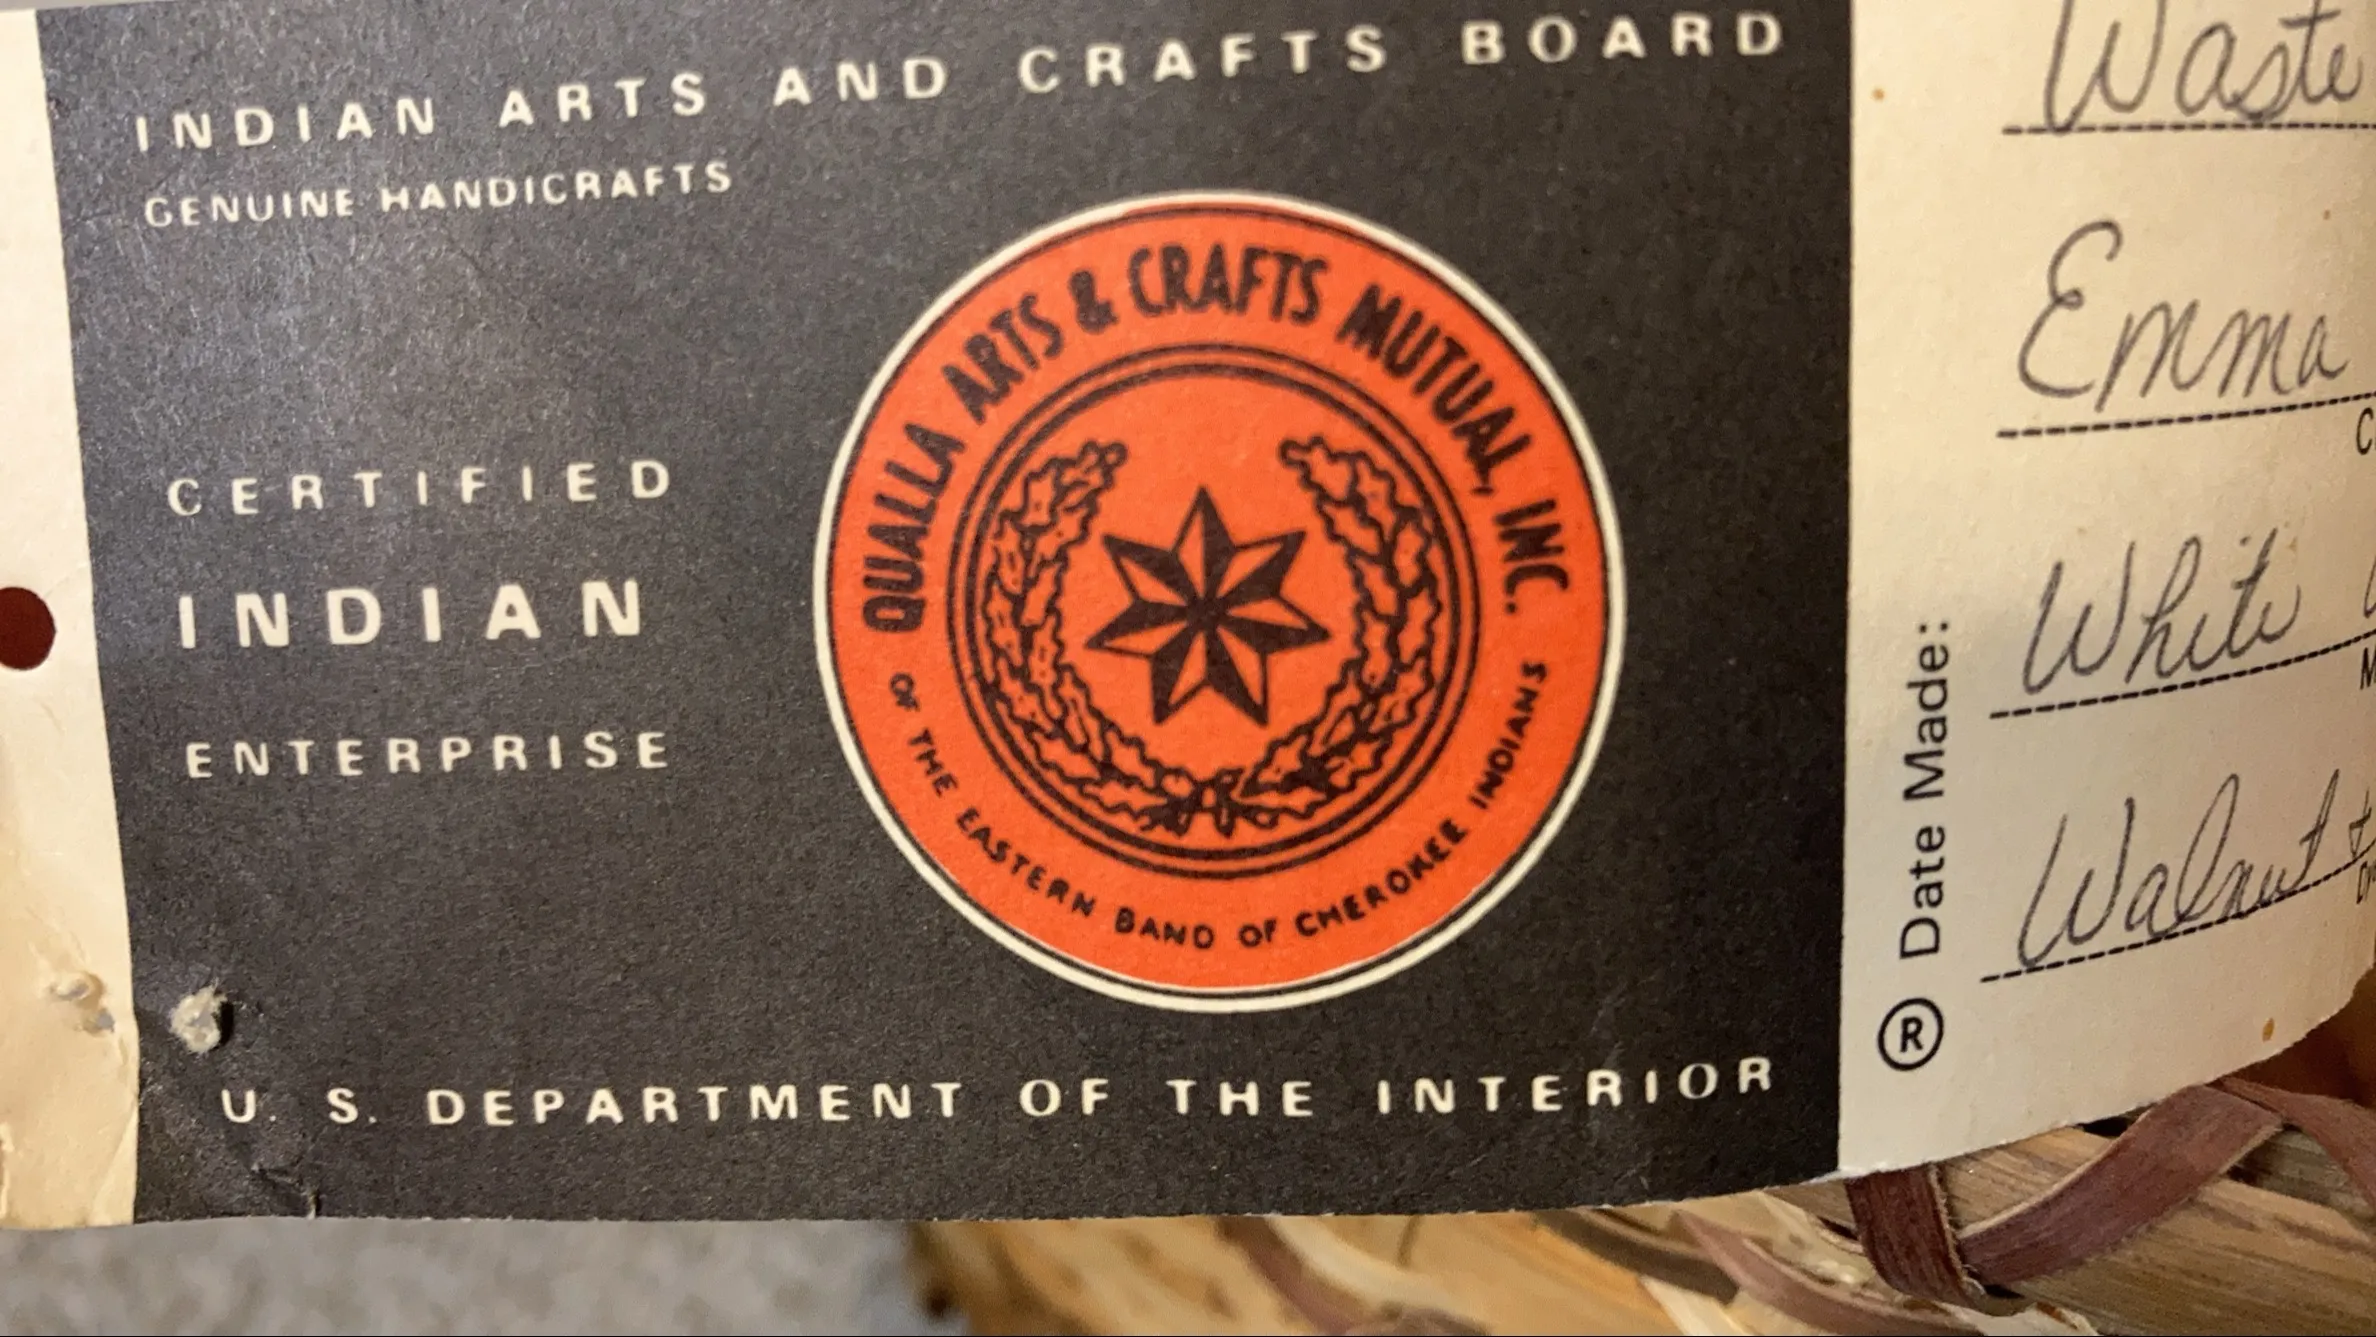 INDIAN ARTS AND CRAFTS BOARD
GENUINE HANDICRAFTS
CERTIFIED
INDIAN
ENTERPRISE
QUALLA ARTS & CRAFTS MUTUAL, INC.
OF THE EASTERN BAND OF CHEROKEE INDIANS
U. S. DEPARTMENT OF THE INTERIOR
® Date Made:
Waste
Emma
White
Walnut